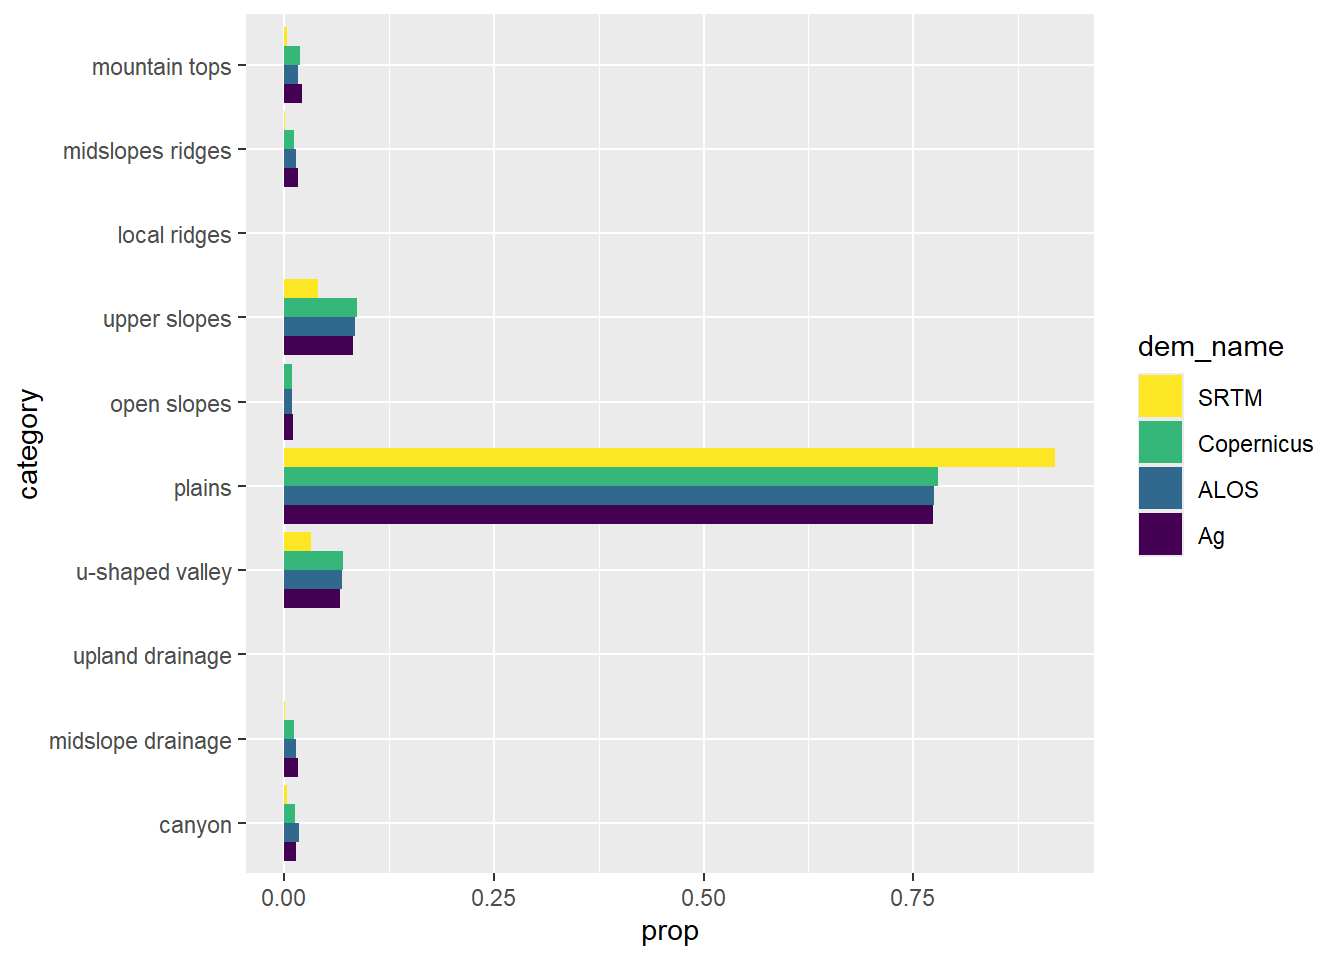 mountain tops
midslopes ridges
local ridges
upper slopes
open slopes
plains
u-shaped valley
upland drainage
midslope drainage
canyon
category
0.00 0.25 0.50 0.75
prop
dem_name
SRTM
Copernicus
ALOS
Ag